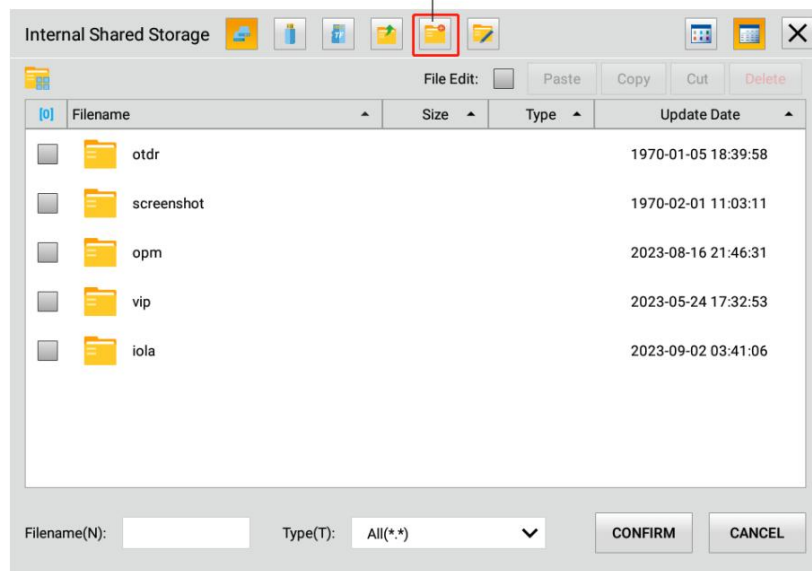 Internal Shared Storage TF
File Edit: Paste Copy Cut Delete
[0] Filename Size Type Update Date
otdr 1970-01-05 18:39:58
screenshot 1970-02-01 11:03:11
opm 2023-08-16 21:46:31
vip 2023-05-24 17:32:53
iola 2023-09-02 03:41:06
Filename(N): Type(T): All(*.*) CONFIRM CANCEL